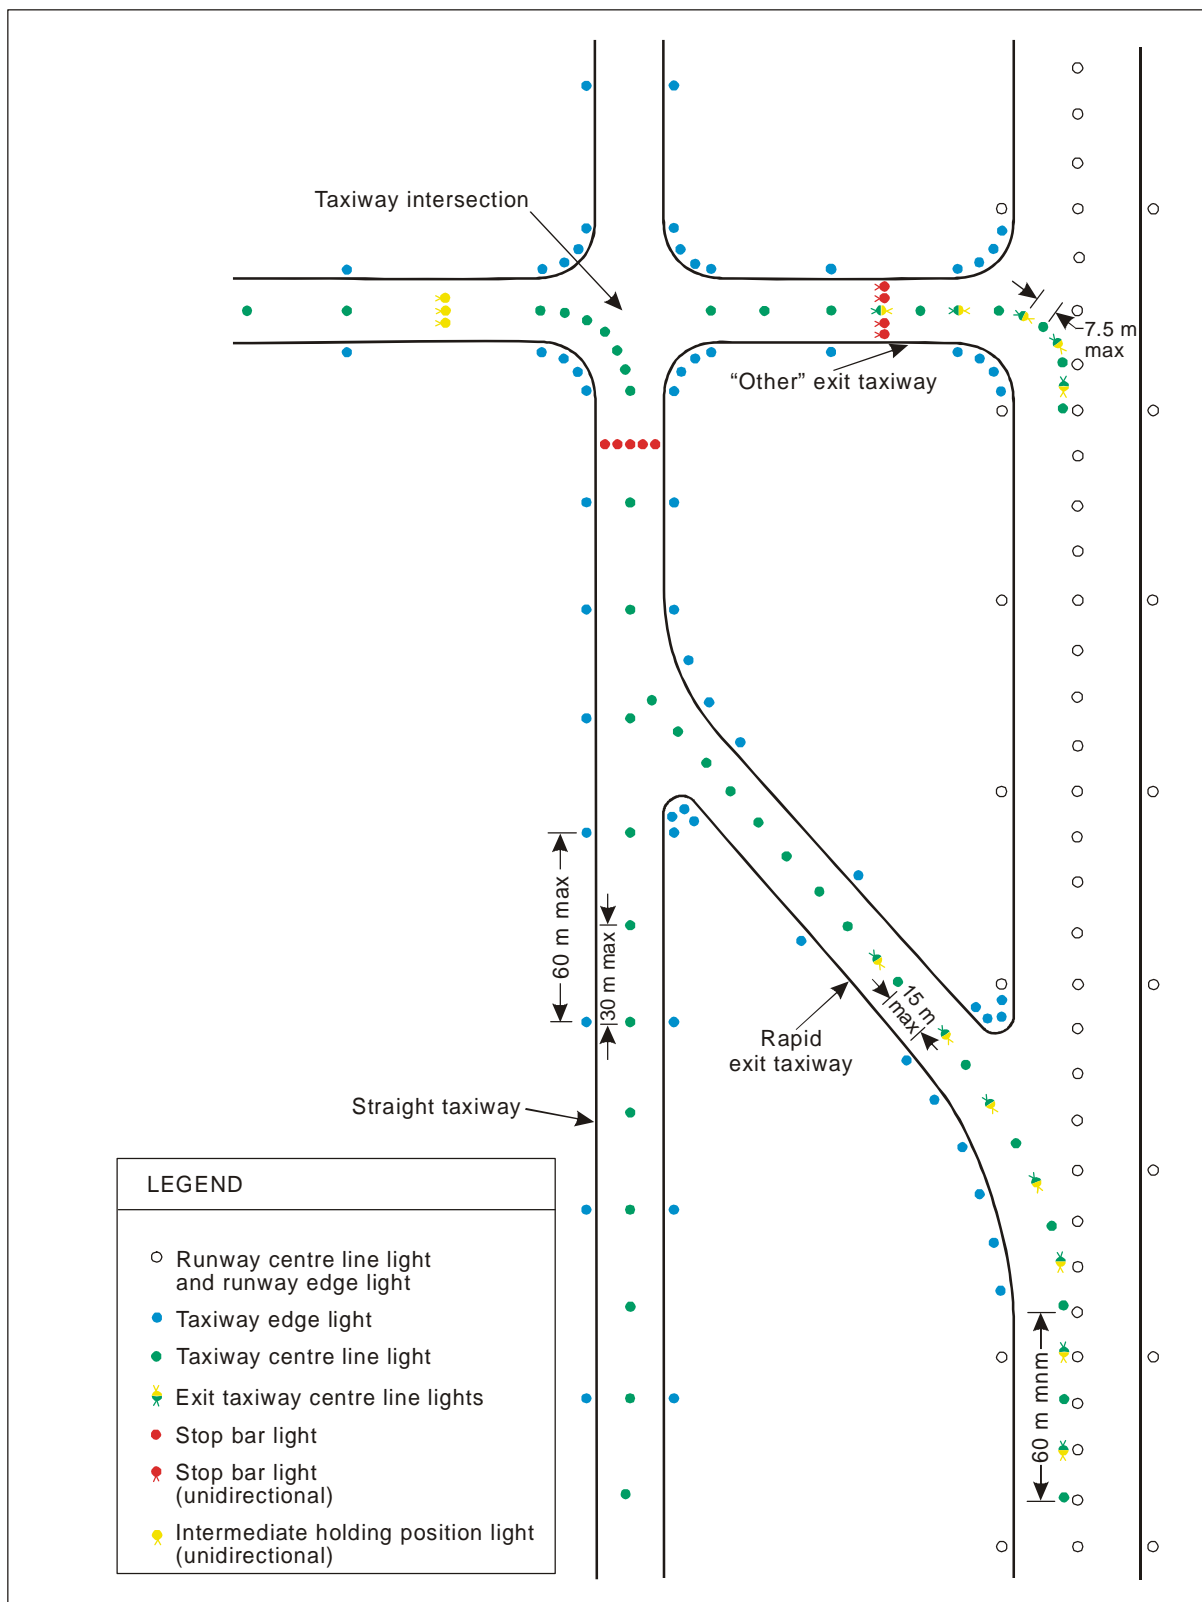 Taxiway intersection
7.5 m
max
“Other” exit taxiway
60 m max
30 m max
15 m
max
Rapid
exit taxiway
Straight taxiway
60 m mnm
LEGEND
Runway centre line light
and runway edge light
Taxiway edge light
Taxiway centre line light
Exit taxiway centre line lights
Stop bar light
Stop bar light
(unidirectional)
Intermediate holding position light
(unidirectional)